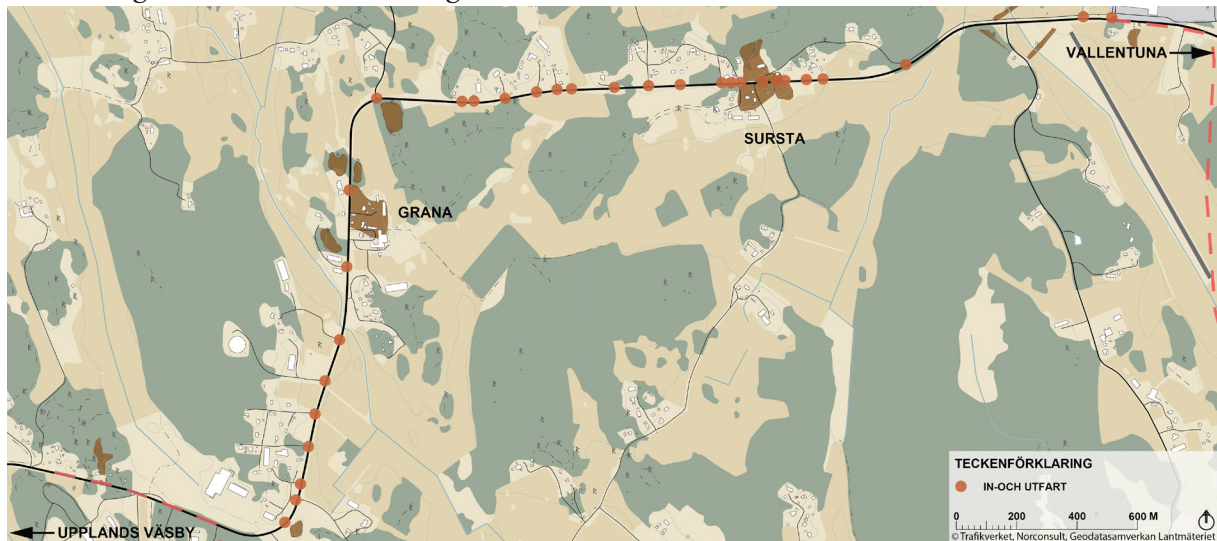 VALLENTUNA
SURSTA
GRANA
UPPLANDS VÄSBY
TECKENFÖRKLARING
IN-OCH UTFART
0 200 400 600 M
© Trafikverket, Norconsult, Geodatasamverkan Lantmäteriet